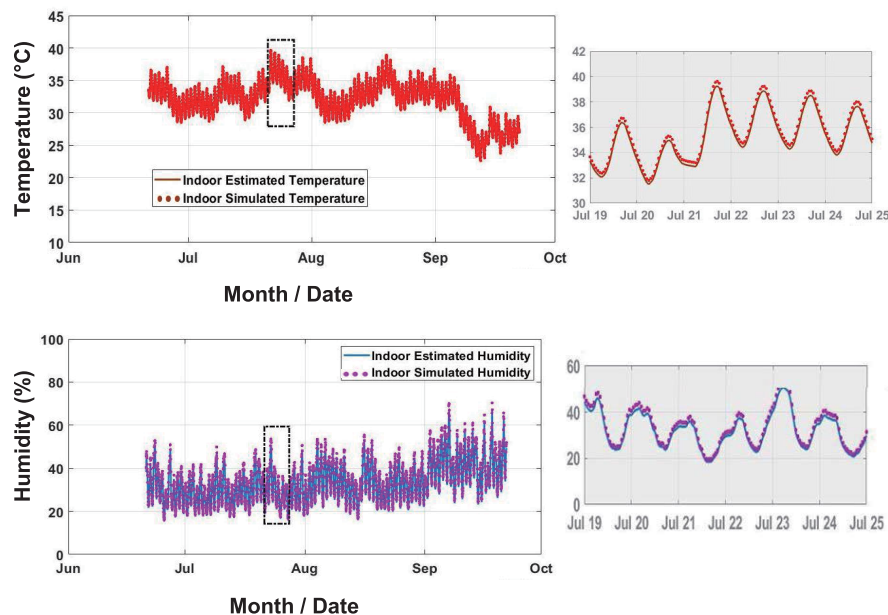 45
40
35
30
25
20
15
10
Temperature (°C)
Indoor Estimated Temperature
Indoor Simulated Temperature
Jun Jul Aug Sep Oct
Month / Date
42
40
38
36
34
32
30
Jul 19 Jul 20 Jul 21 Jul 22 Jul 23 Jul 24 Jul 25
100
80
60
40
20
0
Humidity (%)
Indoor Estimated Humidity
Indoor Simulated Humidity
Jun Jul Aug Sep Oct
Month / Date
60
40
20
0
Jul 19 Jul 20 Jul 21 Jul 22 Jul 23 Jul 24 Jul 25